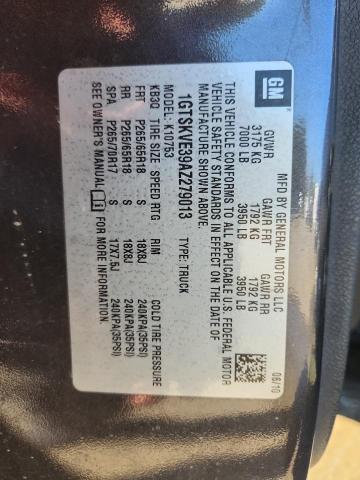 GM
MFD BY GENERAL MOTORS LLC
06/10
GVWR GAWR FRT GAWR RR
3175 KG 1792 KG 1792 KG
7000 LB 3950 LB 3950 LB
THIS VEHICLE CONFORMS TO ALL APPLICABLE U.S. FEDERAL MOTOR
VEHICLE SAFETY STANDARDS IN EFFECT ON THE DATE OF
MANUFACTURE SHOWN ABOVE.
1GTSKVE39AZ279013 TYPE: TRUCK
MODEL: K10753
KB3Q TIRE SIZE SPEED RTG RIM COLD TIRE PRESSURE
FRT P265/65R18 S 18X8J 240KPA(35PSI)
RR P265/65R18 S 18X8J 240KPA(35PSI)
SPA P265/70R17 S 17X7.5J 240KPA(35PSI)
SEE OWNER'S MANUAL FOR MORE INFORMATION